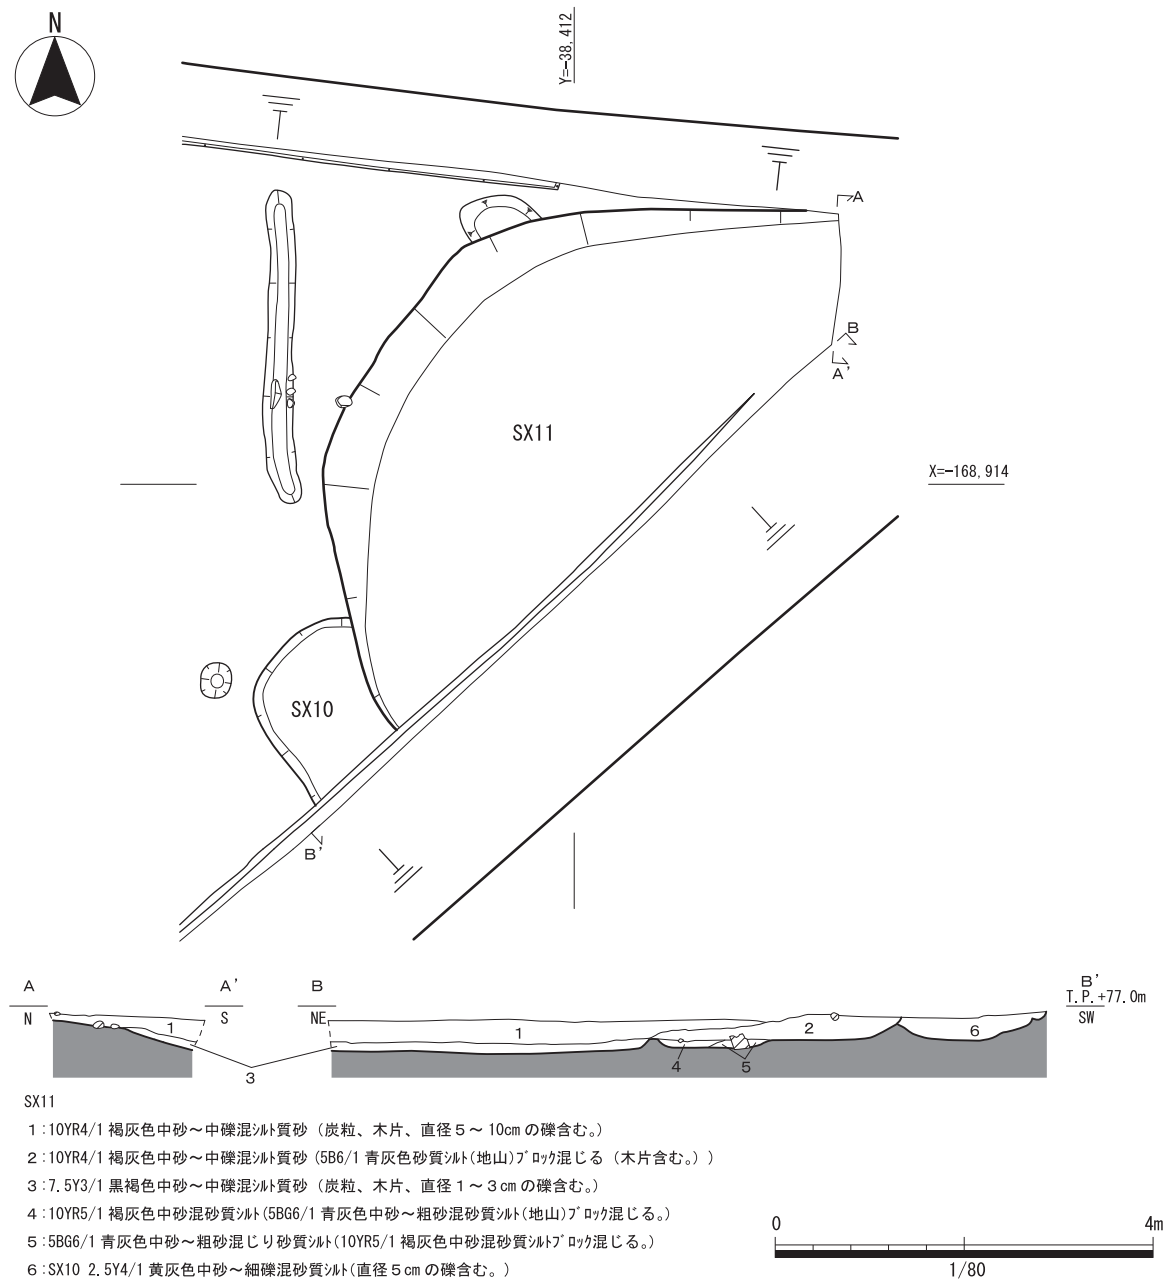 N
Y=-38,412
A
B
A'
SX11
X=-168,914
SX10
B'
A A' B B'
N S NE T.P.+77.0m
SW
1 1 2 6
3 4 5
SX11
1:10YR4/1 褐灰色中砂～中礫混ｼﾙﾄ質砂（炭粒、木片、直径５～10cmの礫含む。）
2:10YR4/1 褐灰色中砂～中礫混ｼﾙﾄ質砂（5B6/1 青灰色砂質ｼﾙﾄ(地山)ﾌﾞﾛｯｸ混じる（木片含む。））
3:7.5Y3/1 黒褐色中砂～中礫混ｼﾙﾄ質砂（炭粒、木片、直径１～３cmの礫含む。）
4:10YR5/1 褐灰色中砂混砂質ｼﾙﾄ(5BG6/1 青灰色中砂～粗砂混砂質ｼﾙﾄ(地山)ﾌﾞﾛｯｸ混じる。)
5:5BG6/1 青灰色中砂～粗砂混じり砂質ｼﾙﾄ(10YR5/1 褐灰色中砂混砂質ｼﾙﾄﾌﾞﾛｯｸ混じる。)
6:SX10 2.5Y4/1 黄灰色中砂～細礫混砂質ｼﾙﾄ(直径５cmの礫含む。)
0 4m
1/80